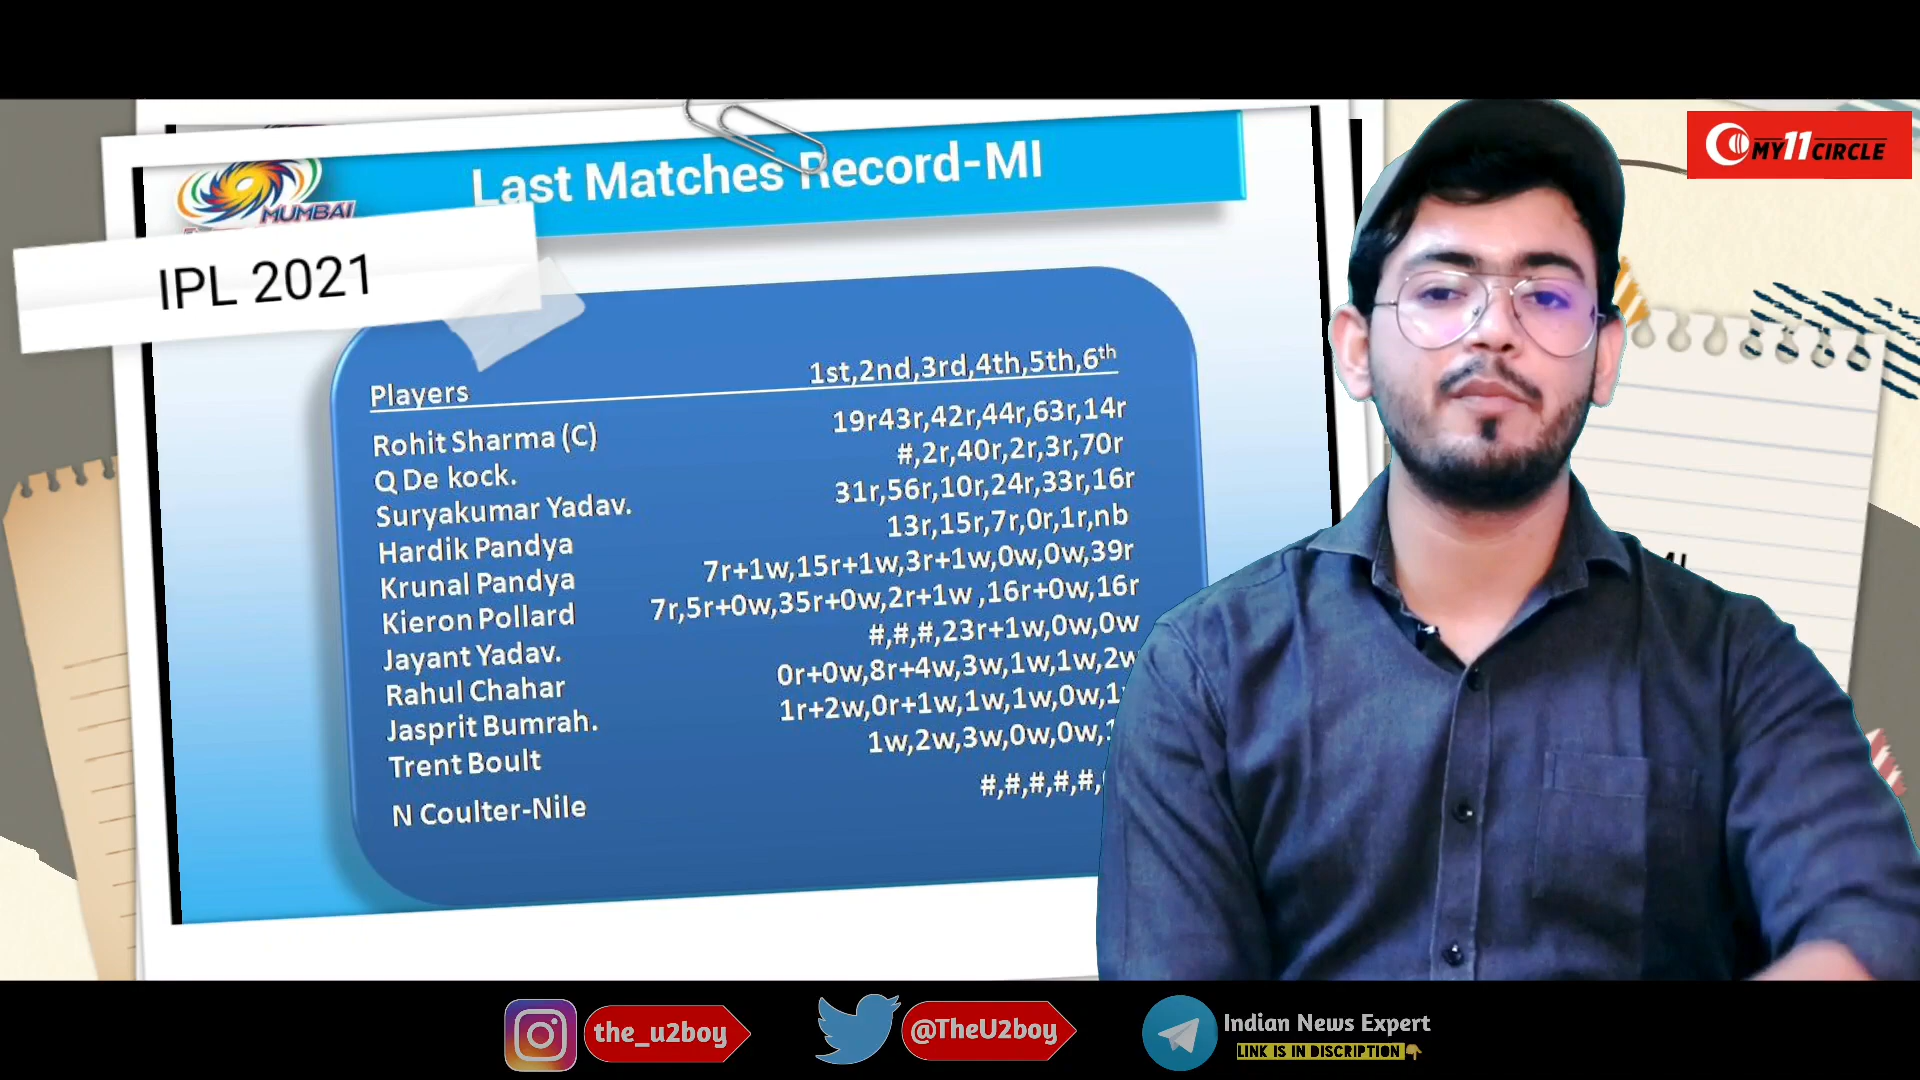 MY11CIRCLE
Last Matches Record-MI
MUMBAI
IPL 2021
Players 1st,2nd,3rd,4th,5th,6th
Rohit Sharma (C) 19r43r,42r,44r,63r,14r
Q De kock. #,2r,40r,2r,3r,70r
Suryakumar Yadav. 31r,56r,10r,24r,33r,16r
Hardik Pandya 13r,15r,7r,0r,1r,nb
Krunal Pandya 7r+1w,15r+1w,3r+1w,0w,0w,39r
Kieron Pollard 7r,5r+0w,35r+0w,2r+1w ,16r+0w,16r
Jayant Yadav. #,#,#,23r+1w,0w,0w
Rahul Chahar 0r+0w,8r+4w,3w,1w,1w,2w
Jasprit Bumrah. 1r+2w,0r+1w,1w,1w,0w,1
Trent Boult 1w,2w,3w,0w,0w,
N Coulter-Nile #,#,#,#,#,
the_u2boy
@TheU2boy
Indian News Expert
LINK IS IN DISCRIPTION